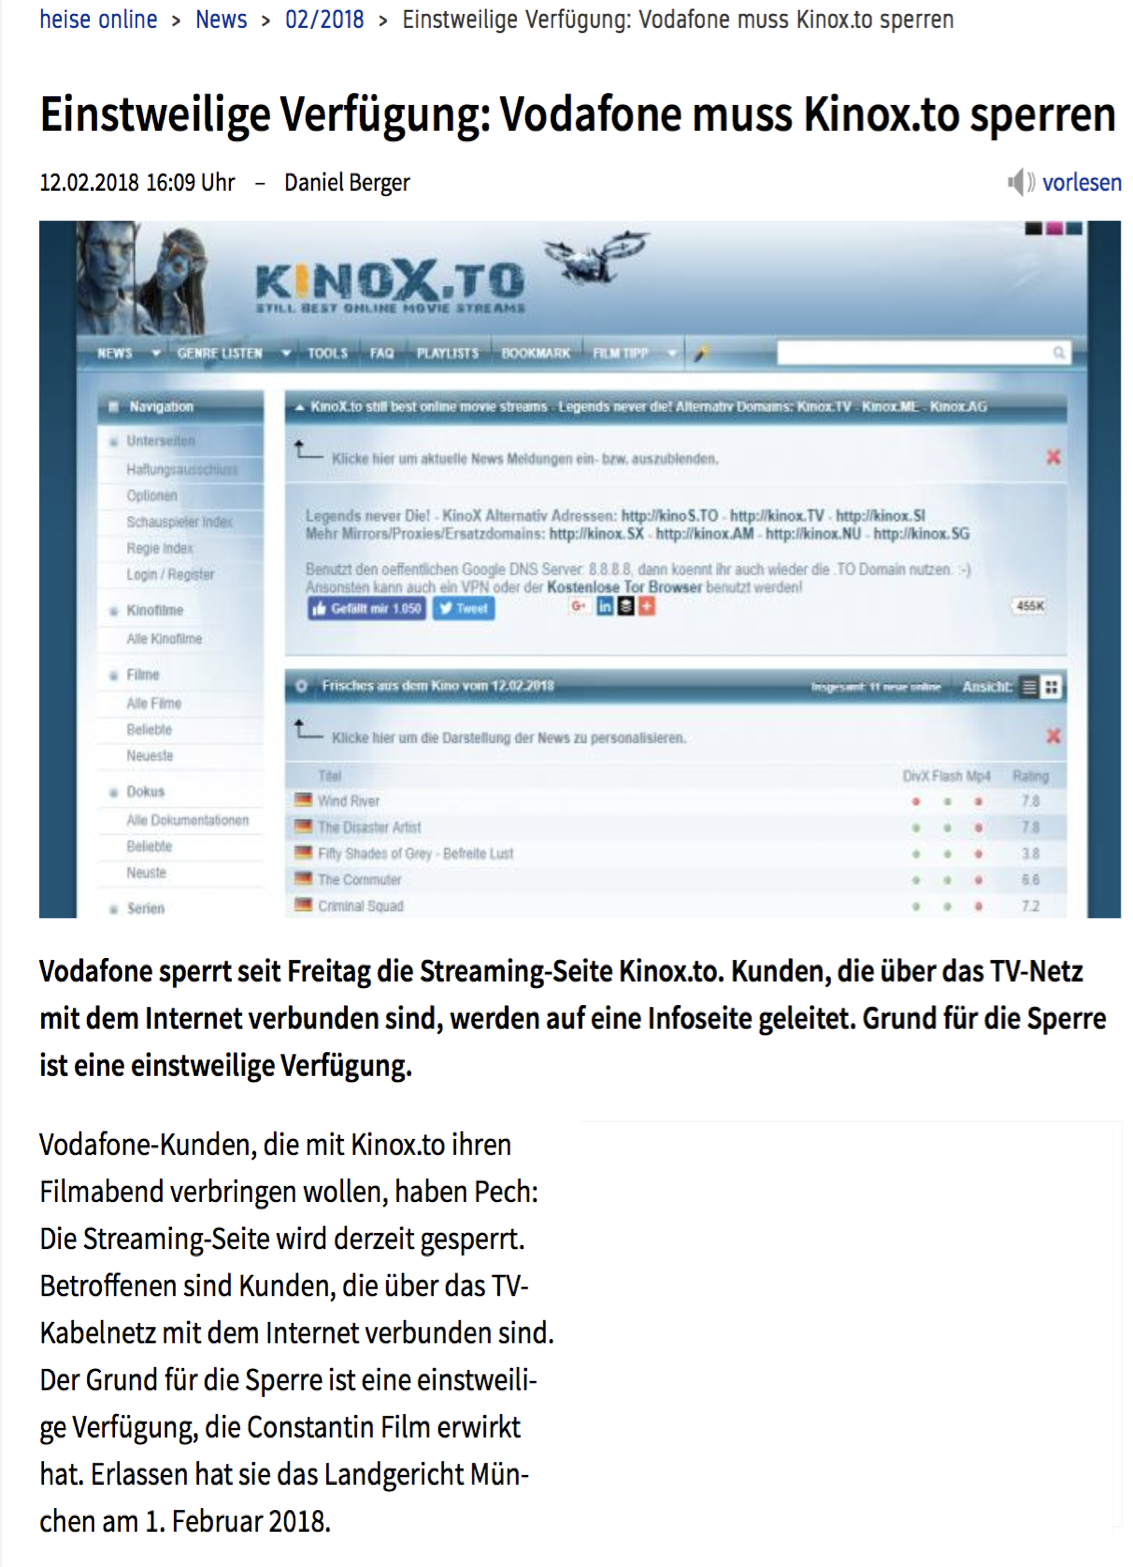 heise online > News > 02/2018 > Einstweilige Verfügung: Vodafone muss Kinox.to sperren
Einstweilige Verfügung: Vodafone muss Kinox.to sperren
12.02.2018 16:09 Uhr – Daniel Berger
vorlesen
KINOX.TO
STILL BEST ONLINE MOVIE STREAMS
NEWS GENRE LISTEN TOOLS FAQ PLAYLISTS BOOKMARK FILM TIPP
Navigation
Unterseiten
Haftungsausschluss
Optionen
Schauspieler Index
Regie Index
Login / Register
Kinofilme
Alle Kinofilme
Filme
Alle Filme
Beliebte
Neueste
Dokus
Alle Dokumentationen
Beliebte
Neuste
Serien
KinoX.to still best online movie streams - Legends never die! Alternativ Domains: Kinox.TV - Kinox.ME - Kinox.AG
Klicke hier um aktuelle News Meldungen ein- bzw. auszublenden.
Legends never Die! - KinoX Alternativ Adressen: http://kinoS.TO - http://kinox.TV - http://kinox.SI
Mehr Mirrors/Proxies/Ersatzdomains: http://kinox.SX - http://kinox.AM - http://kinox.NU - http://kinox.SG
Benutzt den oeffentlichen Google DNS Server: 8.8.8.8, dann koennt ihr auch wieder die .TO Domain nutzen. :-)
Ansonsten kann auch ein VPN oder der Kostenlose Tor Browser benutzt werden!
Gefällt mir 1.050 Tweet G+ in 455K
Frisches aus dem Kino vom 12.02.2018 Insgesamt: 11 neue online Ansicht:
Klicke hier um die Darstellung der News zu personalisieren.
Titel DivX Flash Mp4 Rating
Wind River 7.8
The Disaster Artist 7.8
Fifty Shades of Grey - Befreite Lust 3.8
The Commuter 6.6
Criminal Squad 7.2
Vodafone sperrt seit Freitag die Streaming-Seite Kinox.to. Kunden, die über das TV-Netz
mit dem Internet verbunden sind, werden auf eine Infoseite geleitet. Grund für die Sperre
ist eine einstweilige Verfügung.
Vodafone-Kunden, die mit Kinox.to ihren
Filmabend verbringen wollen, haben Pech:
Die Streaming-Seite wird derzeit gesperrt.
Betroffenen sind Kunden, die über das TV-
Kabelnetz mit dem Internet verbunden sind.
Der Grund für die Sperre ist eine einstweili-
ge Verfügung, die Constantin Film erwirkt
hat. Erlassen hat sie das Landgericht Mün-
chen am 1. Februar 2018.